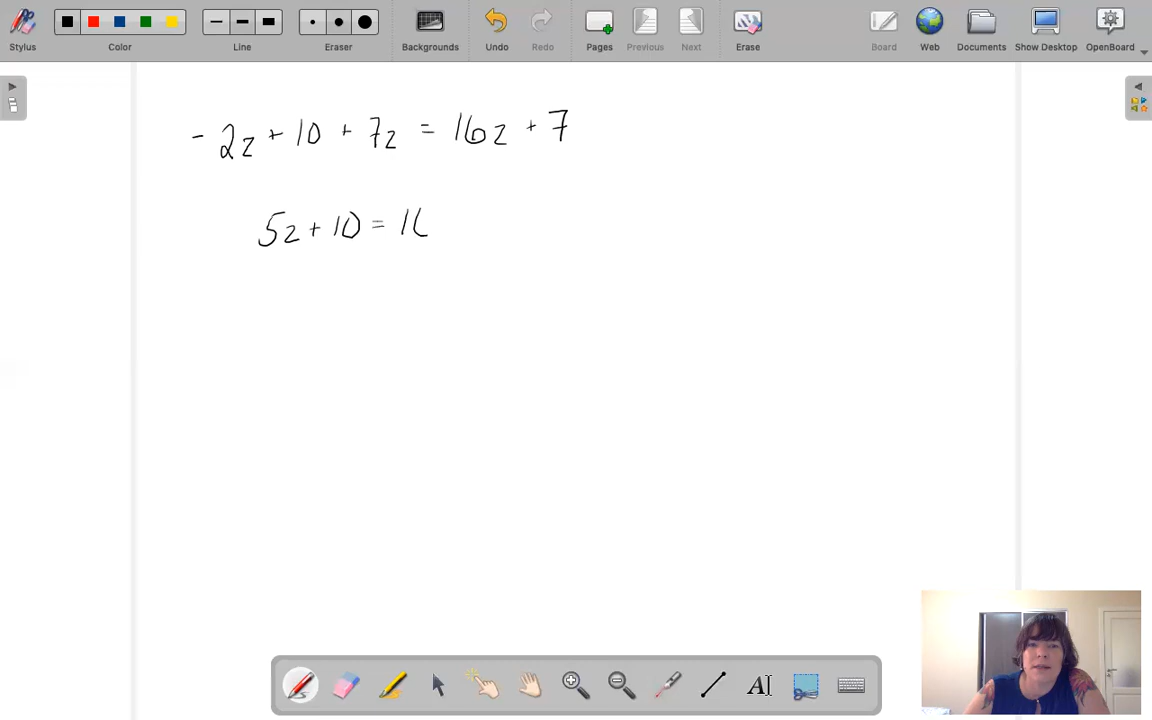 Stylus Color Line Eraser Backgrounds Undo Redo Pages Previous Next Erase Board Web Documents Show Desktop OpenBoard
- 2z + 10 + 7z = 16z + 7
5z + 10 = 16
A